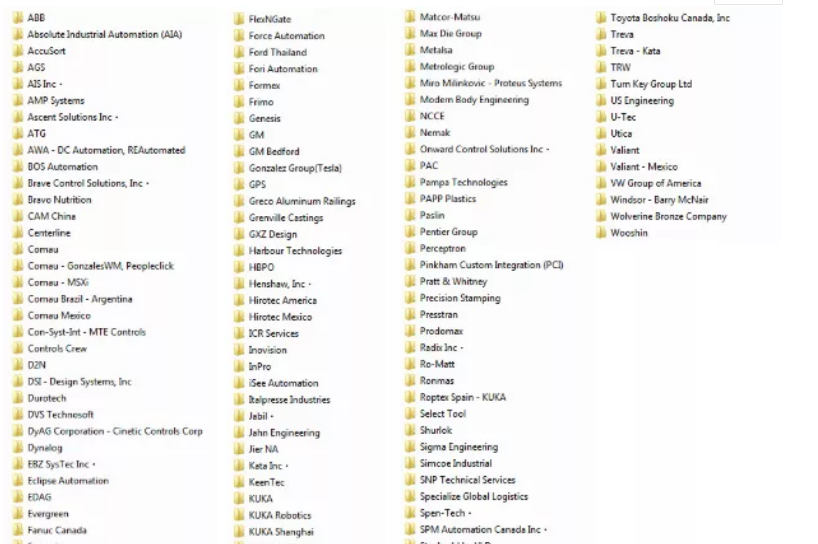 ABB
Absolute Industrial Automation (AIA)
AccuSort
AGS
AIS Inc -
AMP Systems
Ascent Solutions Inc -
ATG
AWA - DC Automation, REAutomated
BOS Automation
Brave Control Solutions, Inc -
Bravo Nutrition
CAM China
Centerline
Comau
Comau - GonzalesWM, Peopleclick
Comau - MSXi
Comau Brazil - Argentina
Comau Mexico
Con-Syst-Int - MTE Controls
Controls Crew
D2N
DSI - Design Systems, Inc
Durotech
DVS Technosoft
DyAG Corporation - Cinetic Controls Corp
Dynalog
EBZ SysTec Inc -
Eclipse Automation
EDAG
Evergreen
Fanuc Canada
FlexNGate
Force Automation
Ford Thailand
Fori Automation
Formex
Frimo
Genesis
GM
GM Bedford
Gonzalez Group(Tesla)
GPS
Greco Aluminum Railings
Grenville Castings
GXZ Design
Harbour Technologies
HBPO
Henshaw, Inc -
Hirotec America
Hirotec Mexico
ICR Services
Inovision
InPro
iSee Automation
Italpresse Industries
Jabil -
Jahn Engineering
Jier NA
Kata Inc -
KeenTec
KUKA
KUKA Robotics
KUKA Shanghai
Matcor-Matsu
Max Die Group
Metalsa
Metrologic Group
Miro Milinkovic - Proteus Systems
Modern Body Engineering
NCCE
Nemak
Onward Control Solutions Inc -
PAC
Pampa Technologies
PAPP Plastics
Paslin
Pentier Group
Perceptron
Pinkham Custom Integration (PCI)
Pratt & Whitney
Precision Stamping
Presstran
Prodomax
Radix Inc -
Ro-Matt
Ronmas
Roptex Spain - KUKA
Select Tool
Shurlok
Sigma Engineering
Simcoe Industrial
SNP Technical Services
Specialize Global Logistics
Spen-Tech -
SPM Automation Canada Inc -
Toyota Boshoku Canada, Inc
Treva
Treva - Kata
TRW
Turn Key Group Ltd
US Engineering
U-Tec
Utica
Valiant
Valiant - Mexico
VW Group of America
Windsor - Barry McNair
Wolverine Bronze Company
Wooshin